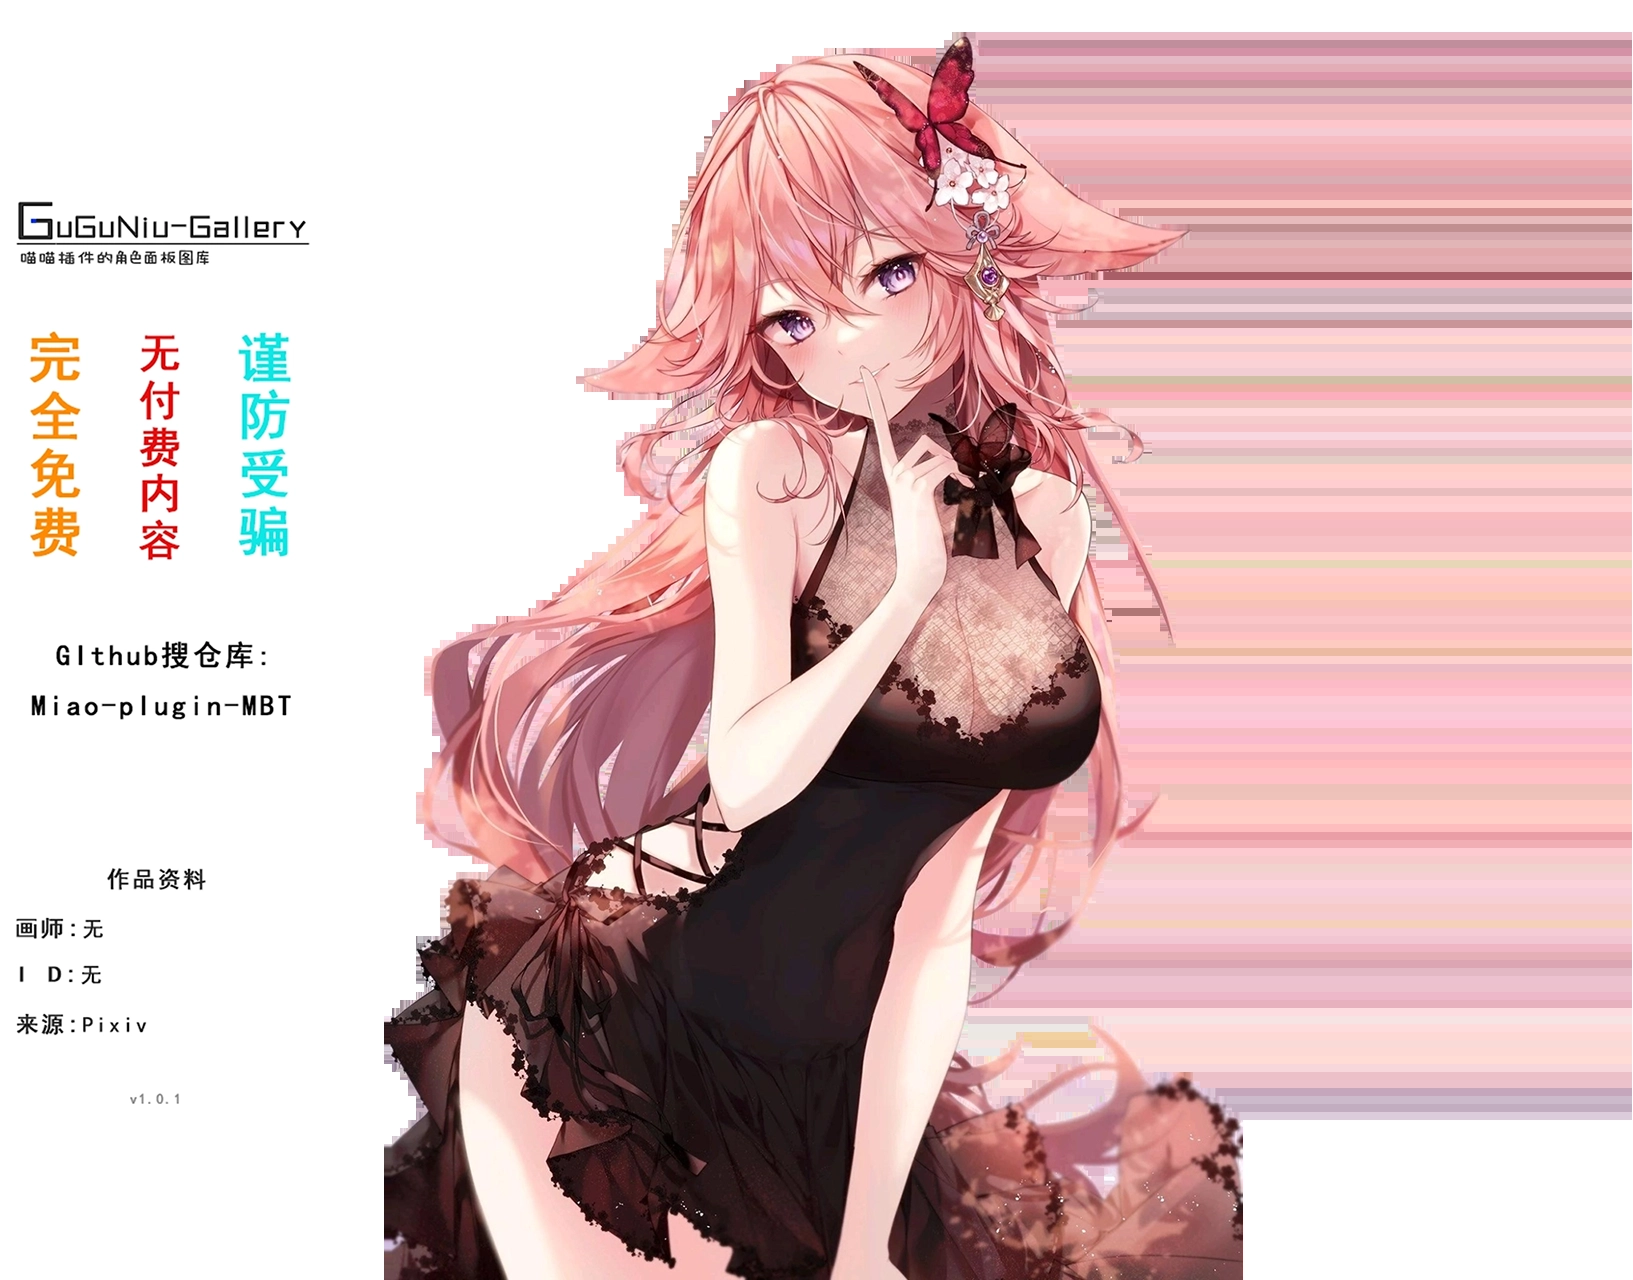 GuGuNiu-Gallery
喵喵插件的角色面板图库
完全免费
无付费内容
谨防受骗
GIthub搜仓库:
Miao-plugin-MBT
作品资料
画师:无
I D:无
来源:Pixiv
v1.0.1